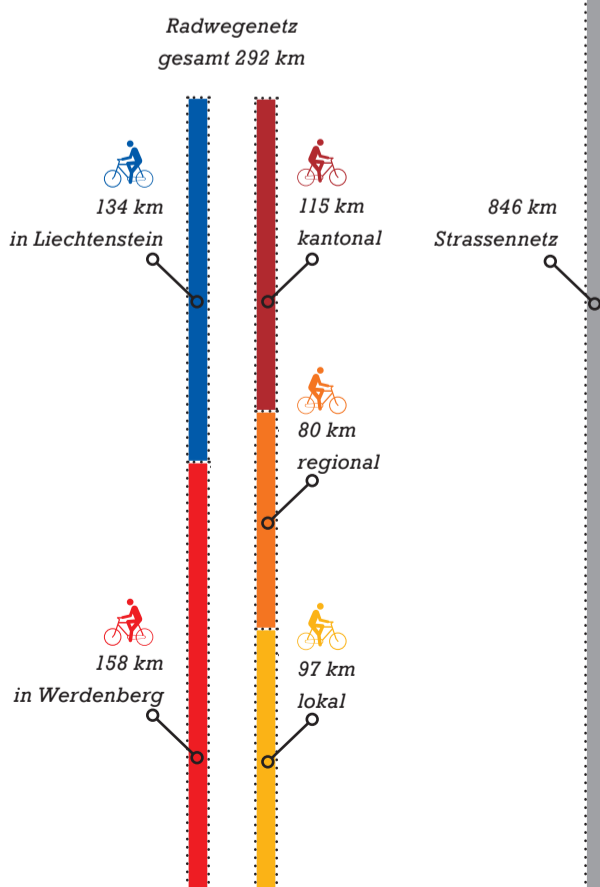 Radwegenetz
gesamt 292 km
134 km
in Liechtenstein
115 km
kantonal
846 km
Strassennetz
80 km
regional
158 km
in Werdenberg
97 km
lokal